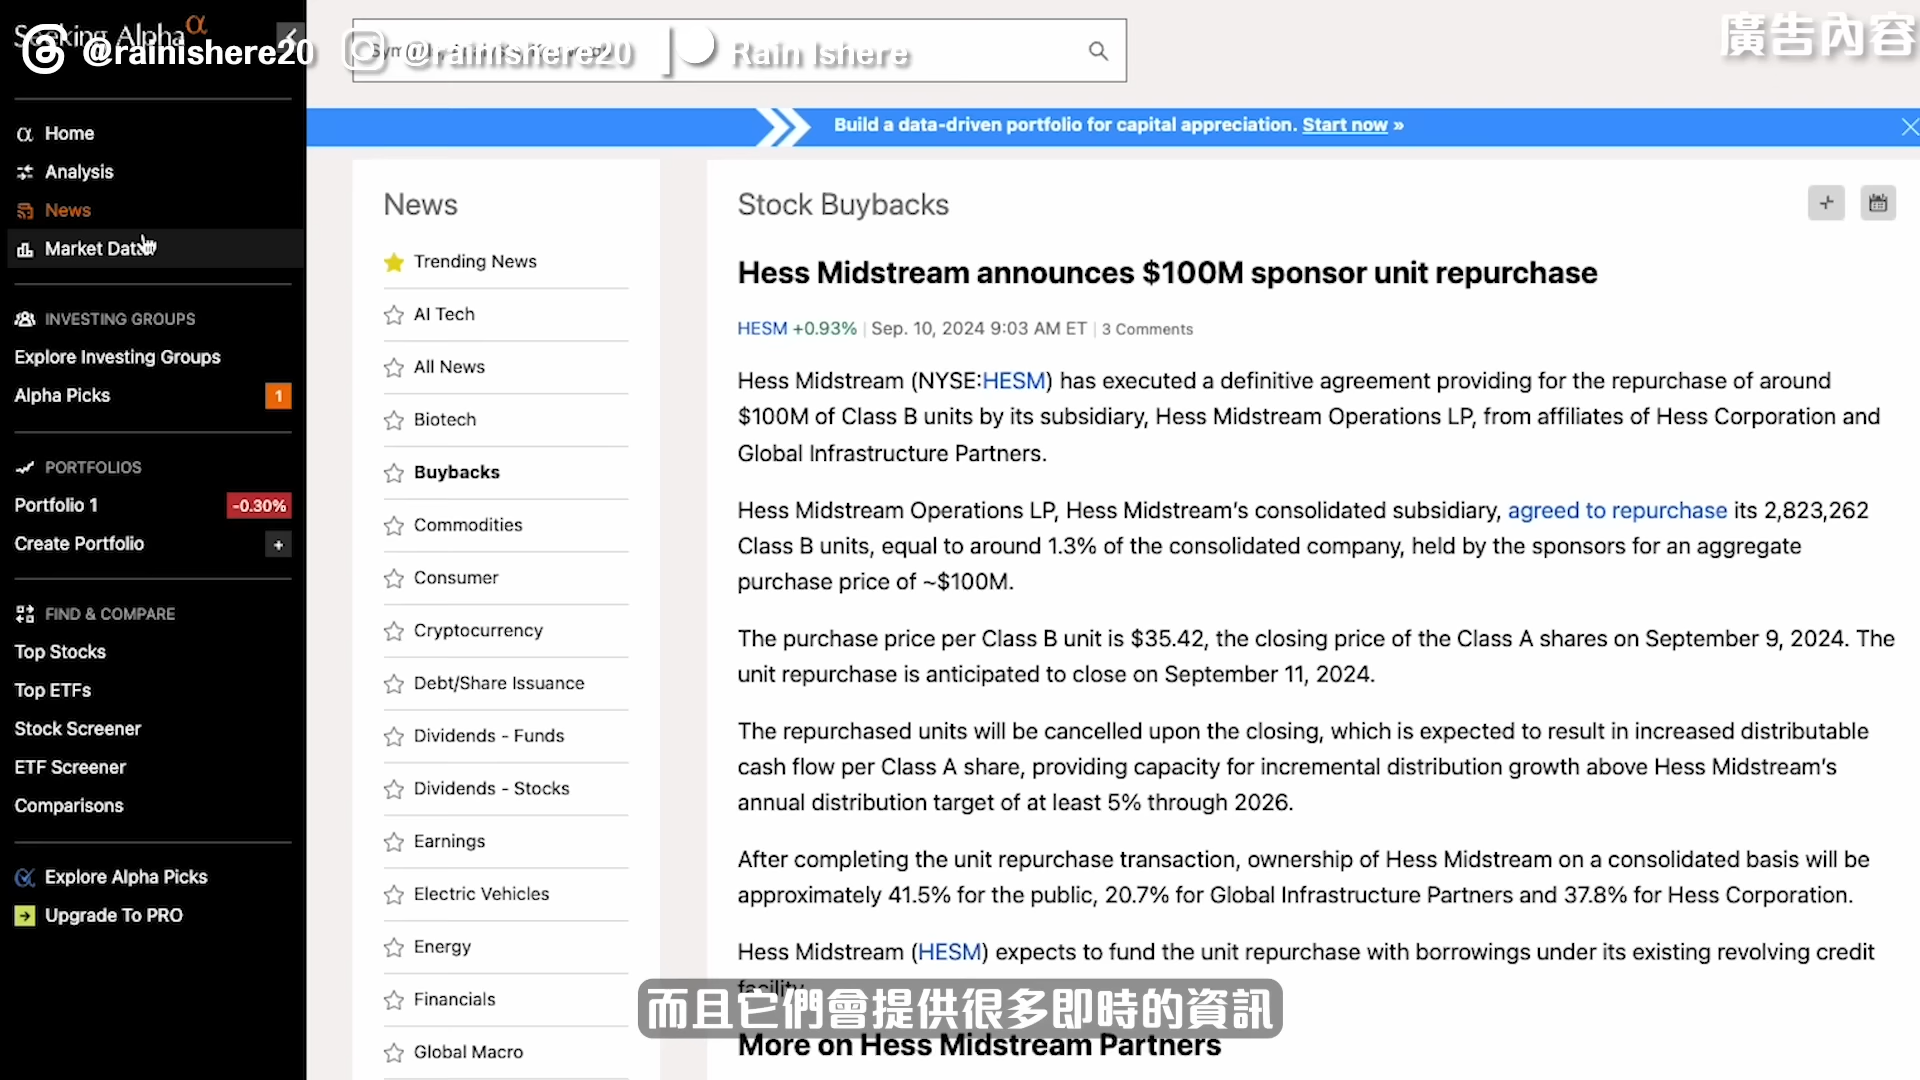 Seeking Alpha α
@rainishere20
@rainishere20
Rain Ishere
廣告內容
Home
Analysis
News
Market Data
INVESTING GROUPS
Explore Investing Groups
Alpha Picks 1
PORTFOLIOS
Portfolio 1 -0.30%
Create Portfolio +
FIND & COMPARE
Top Stocks
Top ETFs
Stock Screener
ETF Screener
Comparisons
Explore Alpha Picks
Upgrade To PRO
Build a data-driven portfolio for capital appreciation. Start now »
News
Trending News
AI Tech
All News
Biotech
Buybacks
Commodities
Consumer
Cryptocurrency
Debt/Share Issuance
Dividends - Funds
Dividends - Stocks
Earnings
Electric Vehicles
Energy
Financials
Global Macro
Stock Buybacks
Hess Midstream announces $100M sponsor unit repurchase
HESM +0.93% | Sep. 10, 2024 9:03 AM ET | 3 Comments
Hess Midstream (NYSE:HESM) has executed a definitive agreement providing for the repurchase of around
$100M of Class B units by its subsidiary, Hess Midstream Operations LP, from affiliates of Hess Corporation and
Global Infrastructure Partners.
Hess Midstream Operations LP, Hess Midstream’s consolidated subsidiary, agreed to repurchase its 2,823,262
Class B units, equal to around 1.3% of the consolidated company, held by the sponsors for an aggregate
purchase price of ~$100M.
The purchase price per Class B unit is $35.42, the closing price of the Class A shares on September 9, 2024. The
unit repurchase is anticipated to close on September 11, 2024.
The repurchased units will be cancelled upon the closing, which is expected to result in increased distributable
cash flow per Class A share, providing capacity for incremental distribution growth above Hess Midstream’s
annual distribution target of at least 5% through 2026.
After completing the unit repurchase transaction, ownership of Hess Midstream on a consolidated basis will be
approximately 41.5% for the public, 20.7% for Global Infrastructure Partners and 37.8% for Hess Corporation.
Hess Midstream (HESM) expects to fund the unit repurchase with borrowings under its existing revolving credit
facility.
而且它們會提供很多即時的資訊
More on Hess Midstream Partners